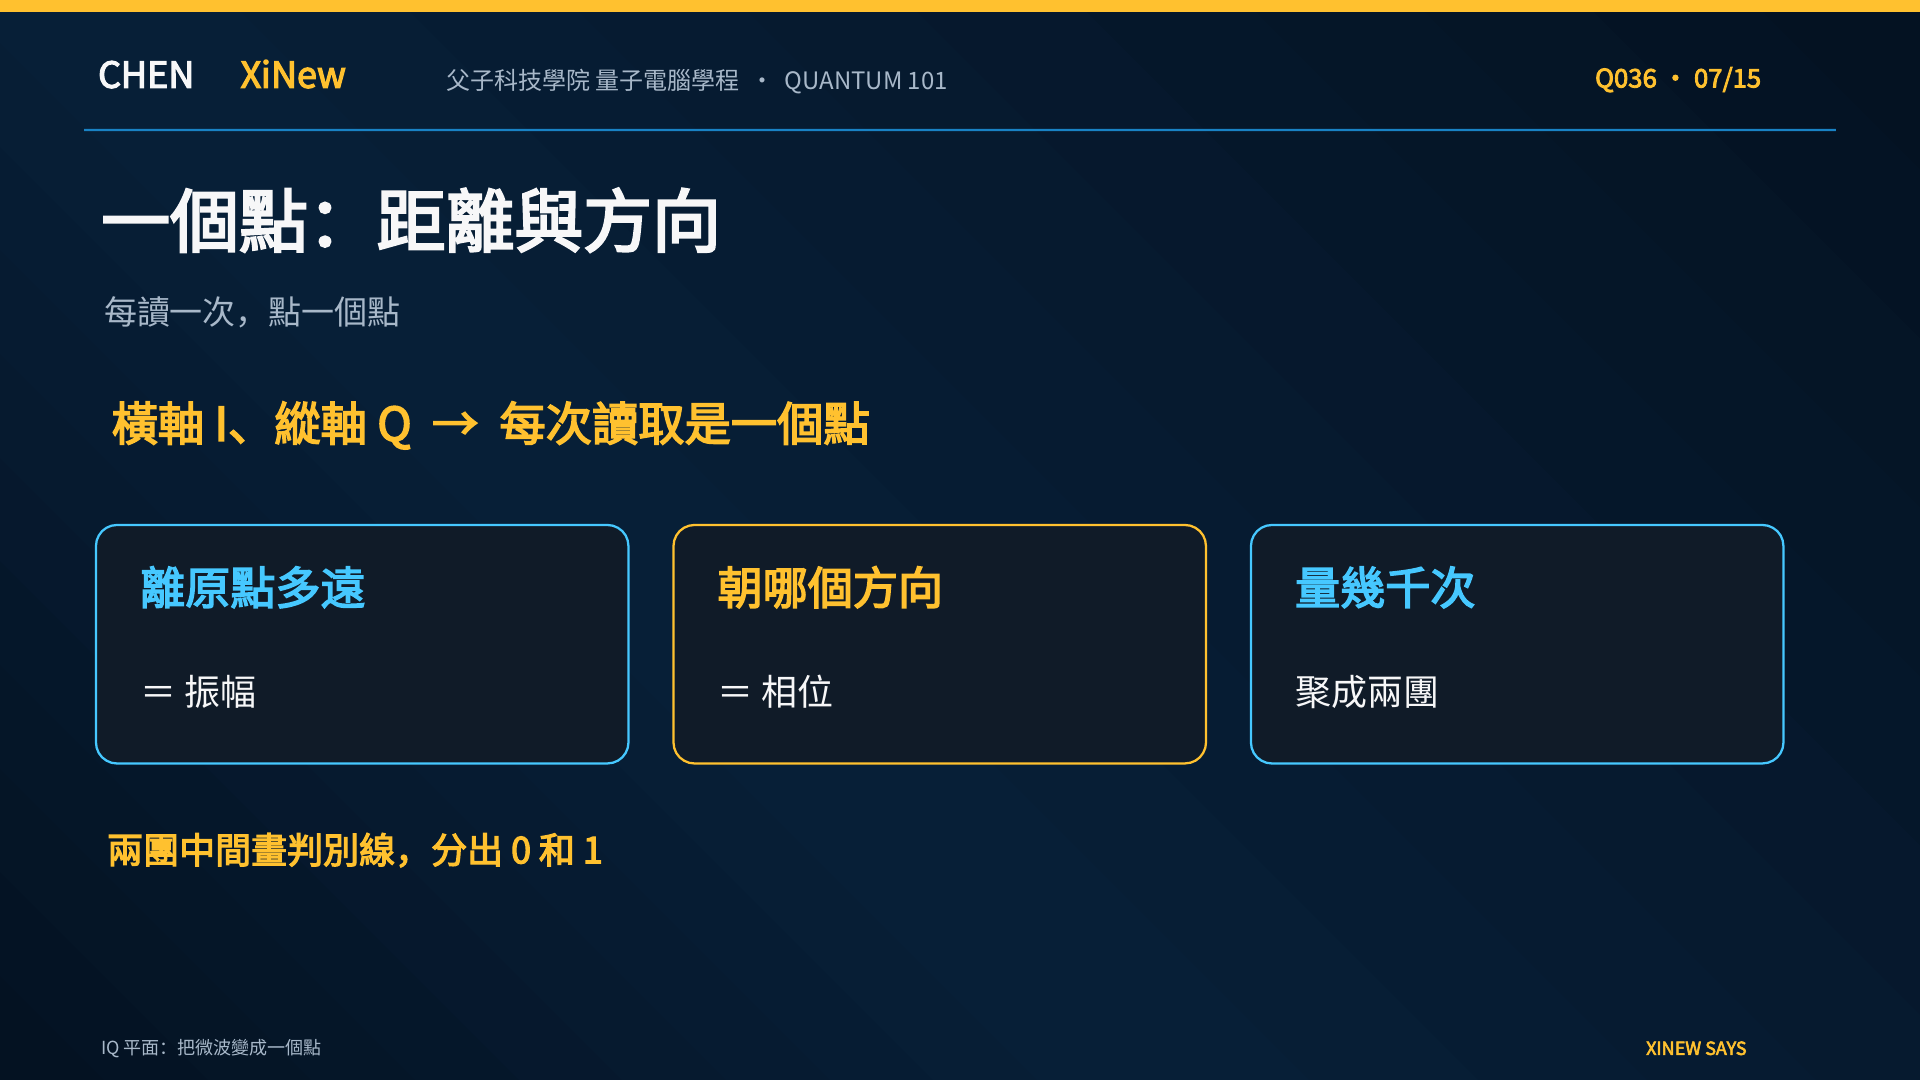 CHEN XiNew 父子科技學院 量子電腦學程 · QUANTUM 101 Q036 · 07/15
一個點：距離與方向
每讀一次，點一個點
橫軸 I、縱軸 Q → 每次讀取是一個點
離原點多遠
＝ 振幅
朝哪個方向
＝ 相位
量幾千次
聚成兩團
兩團中間畫判別線，分出 0 和 1
IQ 平面：把微波變成一個點 XINEW SAYS